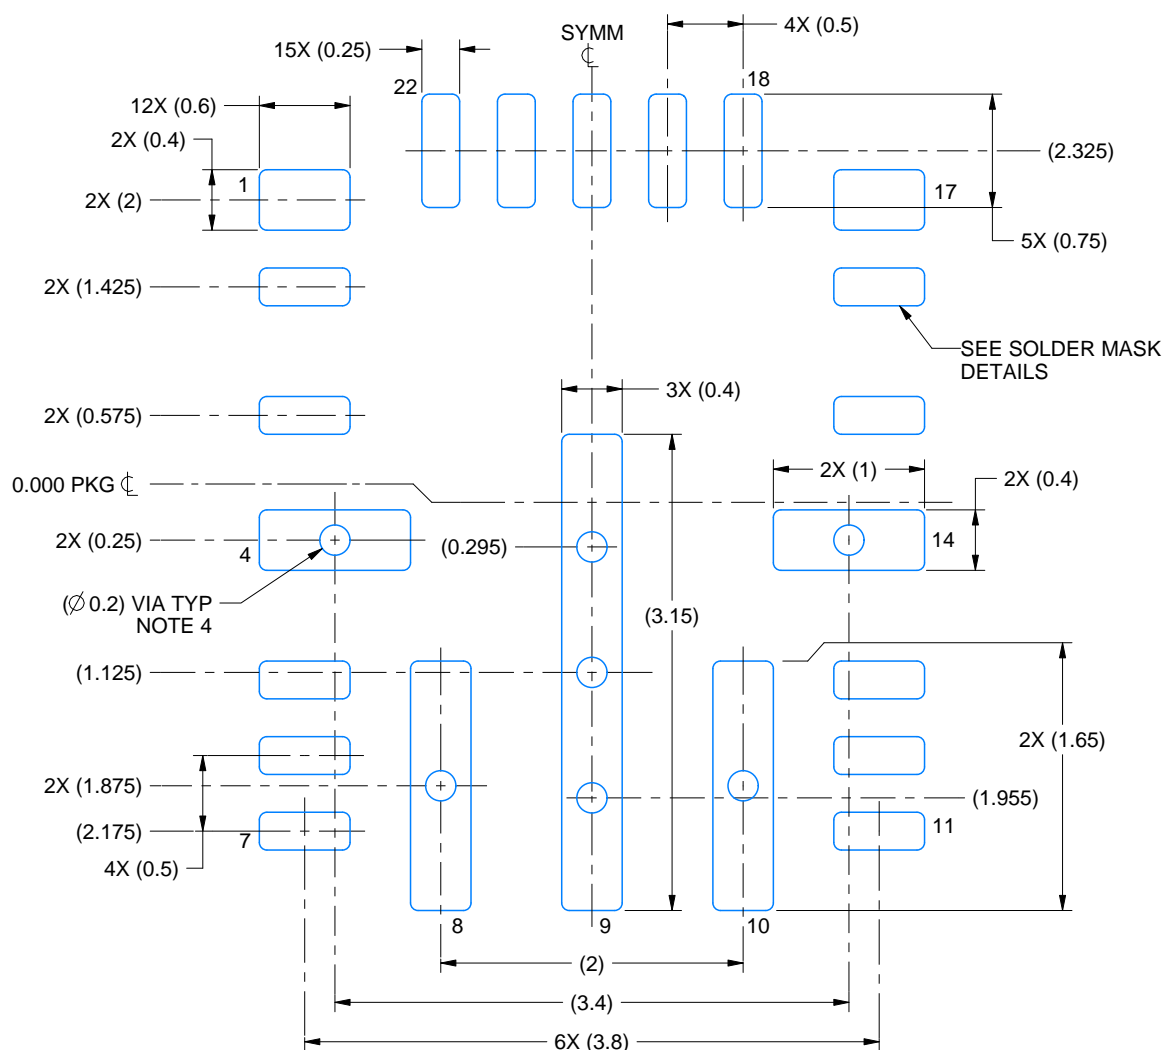 SYMM
℄
4X (0.5)
15X (0.25)
22
18
12X (0.6)
2X (0.4)
(2.325)
1
17
2X (2)
5X (0.75)
2X (1.425)
SEE SOLDER MASK
DETAILS
3X (0.4)
2X (0.575)
2X (1)
2X (0.4)
0.000 PKG ℄
2X (0.25)
4
(0.295)
14
(Ø 0.2) VIA TYP
NOTE 4
(3.15)
(1.125)
2X (1.65)
2X (1.875)
(1.955)
(2.175)
7
11
4X (0.5)
8
9
10
(2)
(3.4)
6X (3.8)